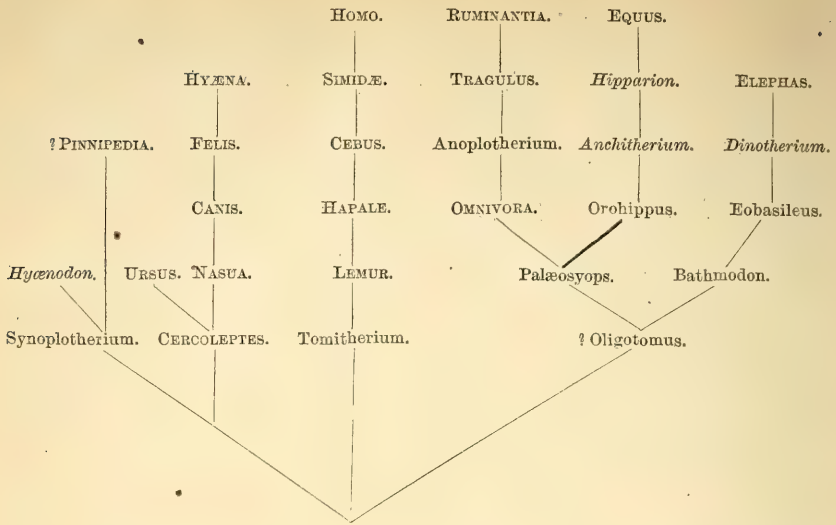 HOMO. RUMINANTIA. EQUUS.
HYÆNA. SIMIDÆ. TRAGULUS. Hipparion. ELEPHAS.
? PINNIPEDIA. FELIS. CEBUS. Anoplotherium. Anchitherium. Dinotherium.
CANIS. HAPALE. OMNIVORA. Orohippus. Eobasileus.
Hyænodon. URSUS. NASUA. LEMUR. Palæosyops. Bathmodon.
Synoplotherium. CERCOLEPTES. Tomitherium. ? Oligotomus.